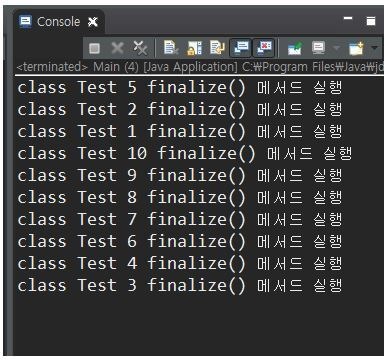 Console
<terminated> Main (4) [Java Application] C:₩Program Files₩Java₩jd
class Test 5 finalize() 메서드 실행
class Test 2 finalize() 메서드 실행
class Test 1 finalize() 메서드 실행
class Test 10 finalize() 메서드 실행
class Test 9 finalize() 메서드 실행
class Test 8 finalize() 메서드 실행
class Test 7 finalize() 메서드 실행
class Test 6 finalize() 메서드 실행
class Test 4 finalize() 메서드 실행
class Test 3 finalize() 메서드 실행